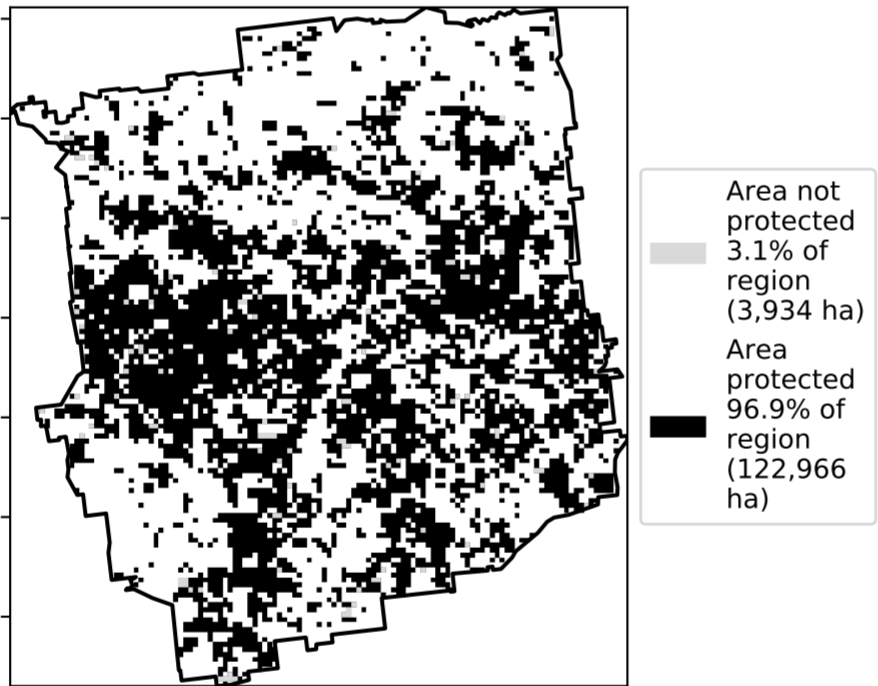 Area not
protected
3.1% of
region
(3,934 ha)
Area
protected
96.9% of
region
(122,966
ha)